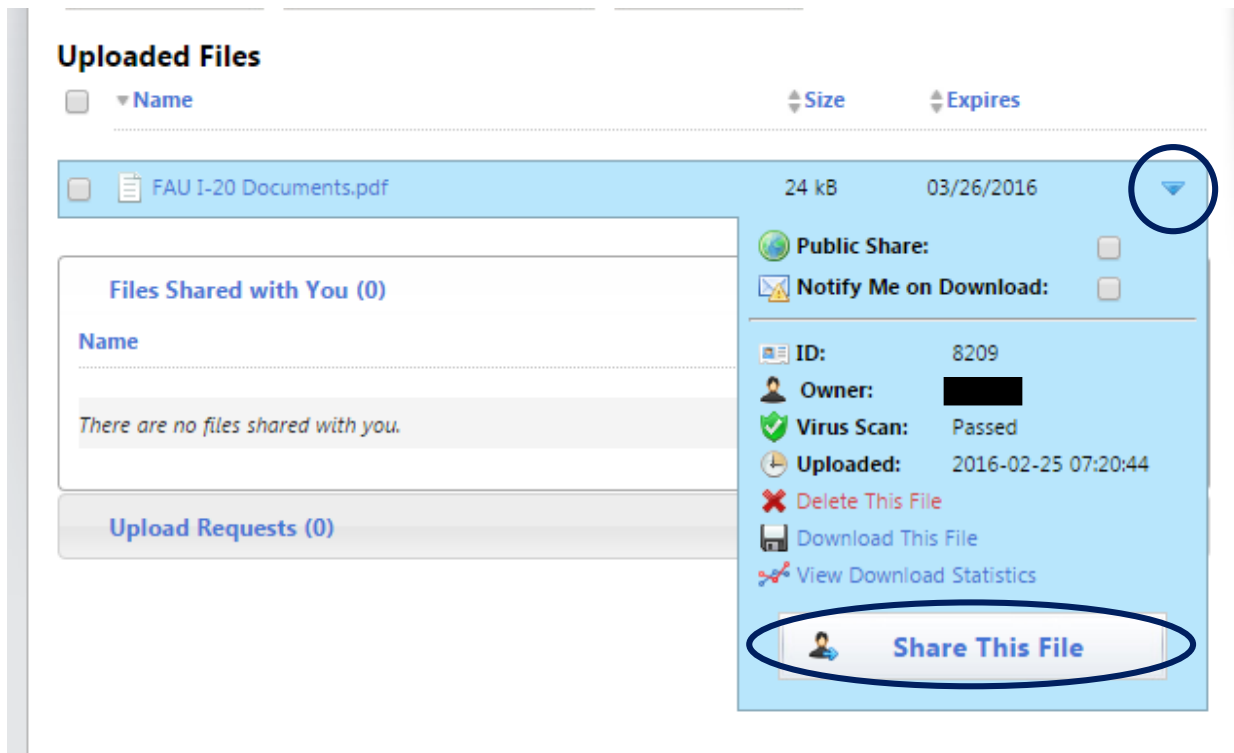 Uploaded Files
Name Size Expires
FAU I-20 Documents.pdf 24 kB 03/26/2016
Public Share:
Notify Me on Download:
ID: 8209
Owner:
Virus Scan: Passed
Uploaded: 2016-02-25 07:20:44
Delete This File
Download This File
View Download Statistics
Share This File
Files Shared with You (0)
Name
There are no files shared with you.
Upload Requests (0)